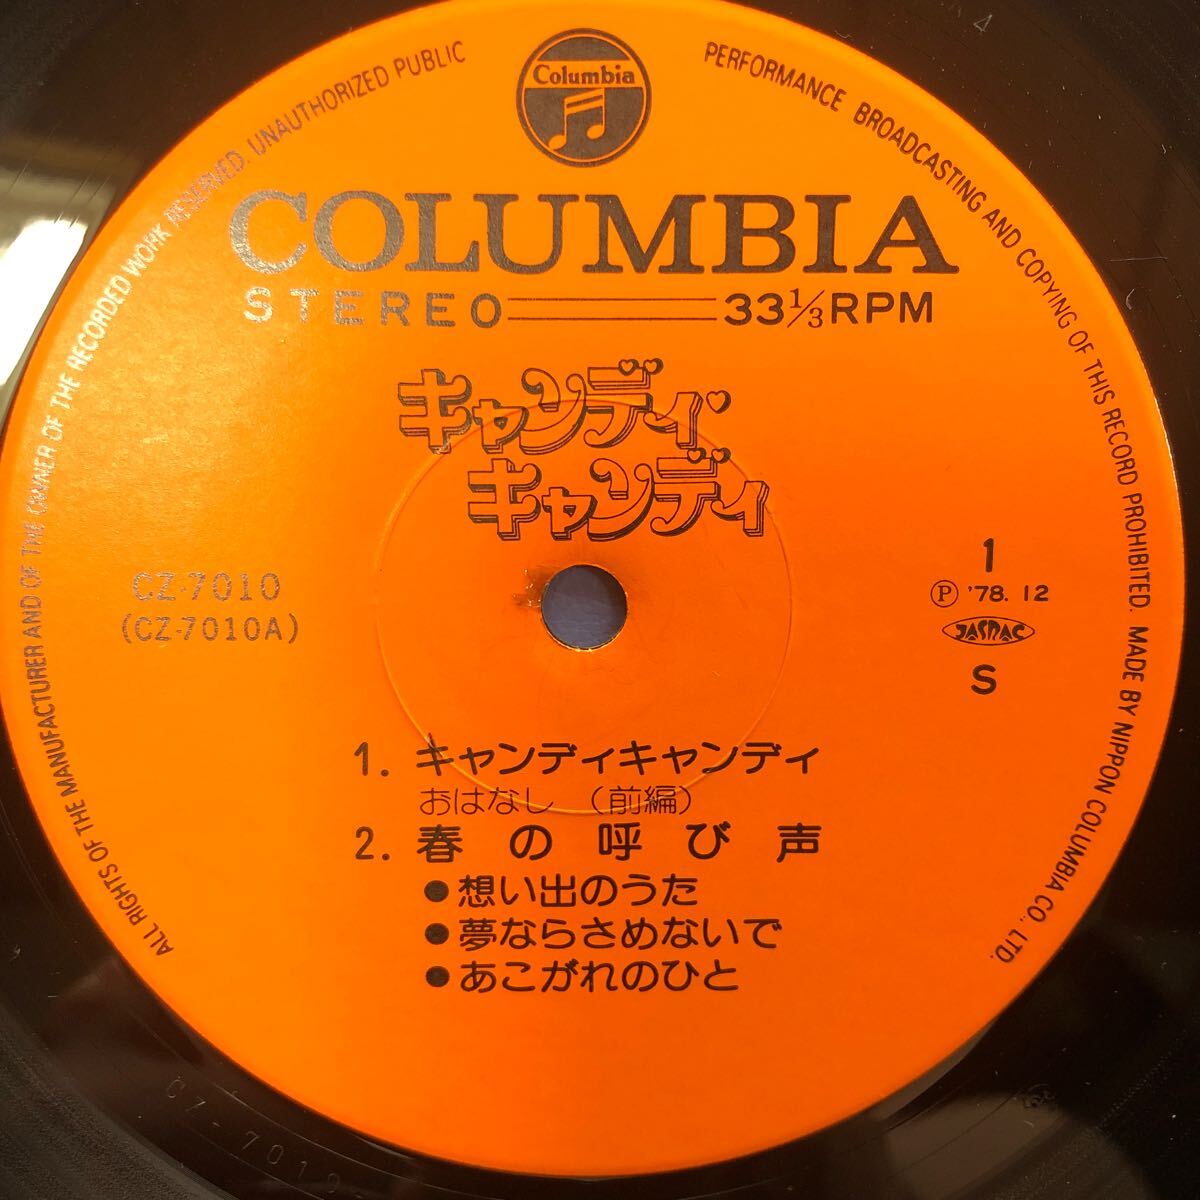 Columbia
ALL RIGHTS OF THE MANUFACTURER AND OF THE OWNER OF THE RECORDED WORK RESERVED. UNAUTHORIZED PUBLIC PERFORMANCE BROADCASTING AND COPYING OF THIS RECORD PROHIBITED. MADE BY NIPPON COLUMBIA CO., LTD.
COLUMBIA
STEREO 33⅓RPM
キャンディ
キャンディ
CZ-7010
(CZ-7010A)
1
Ⓟ '78. 12
JASRAC
S
1. キャンディキャンディ
おはなし (前編)
2. 春の呼び声
●想い出のうた
●夢ならさめないで
●あこがれのひと
4